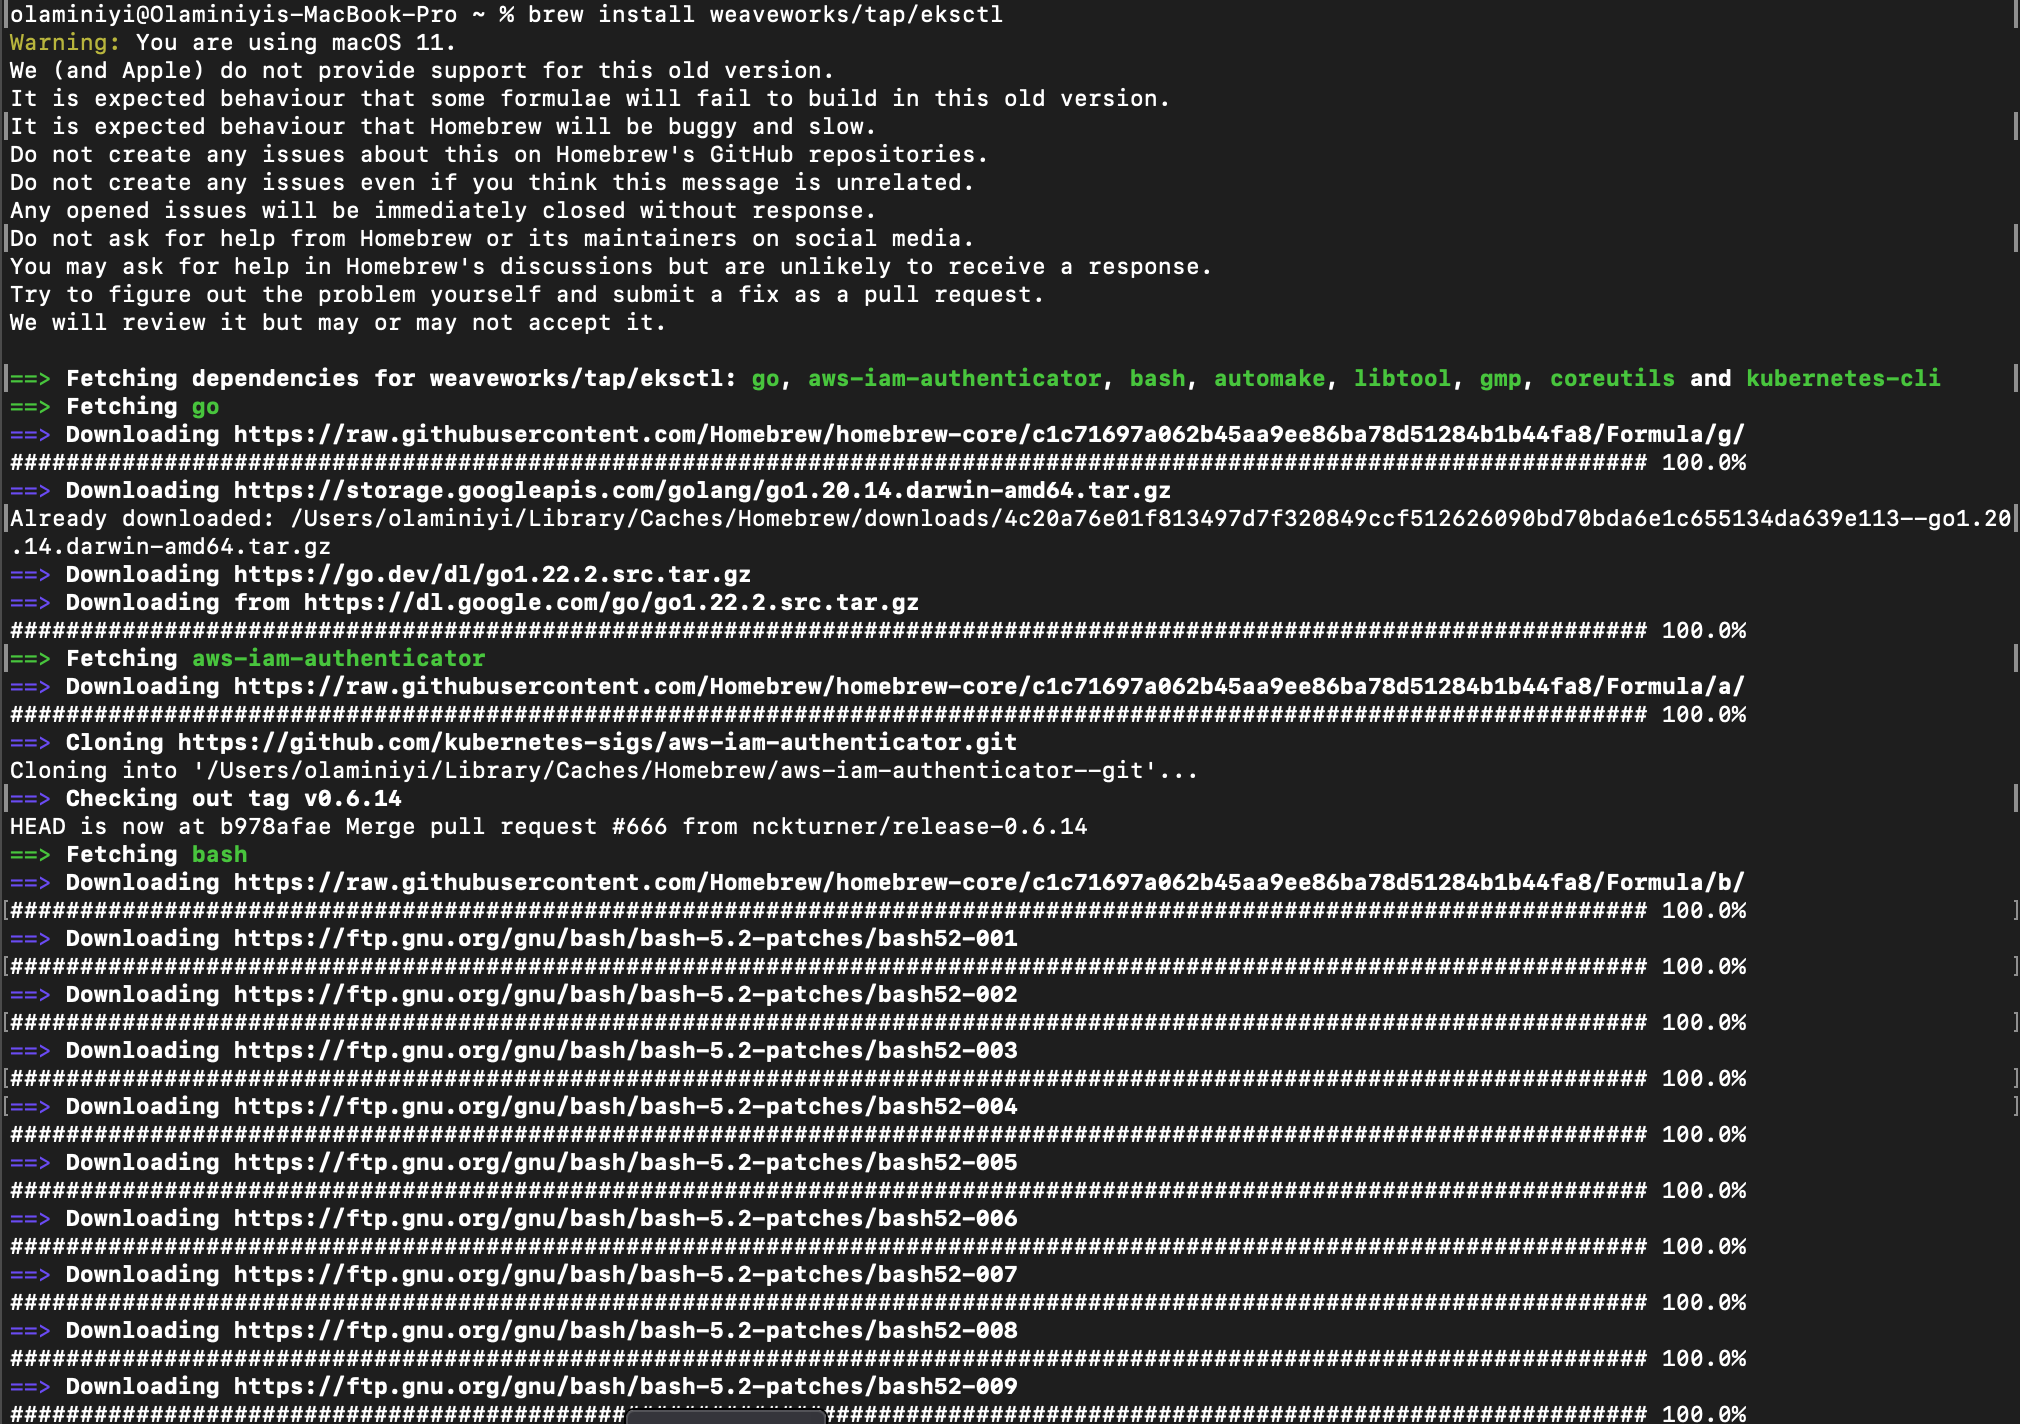 olaminiyi@Olaminiyis-MacBook-Pro ~ % brew install weaveworks/tap/eksctl
Warning: You are using macOS 11.
We (and Apple) do not provide support for this old version.
It is expected behaviour that some formulae will fail to build in this old version.
It is expected behaviour that Homebrew will be buggy and slow.
Do not create any issues about this on Homebrew's GitHub repositories.
Do not create any issues even if you think this message is unrelated.
Any opened issues will be immediately closed without response.
Do not ask for help from Homebrew or its maintainers on social media.
You may ask for help in Homebrew's discussions but are unlikely to receive a response.
Try to figure out the problem yourself and submit a fix as a pull request.
We will review it but may or may not accept it.
==> Fetching dependencies for weaveworks/tap/eksctl: go, aws-iam-authenticator, bash, automake, libtool, gmp, coreutils and kubernetes-cli
==> Fetching go
==> Downloading https://raw.githubusercontent.com/Homebrew/homebrew-core/c1c71697a062b45aa9ee86ba78d51284b1b44fa8/Formula/g/
##################################################################################################################### 100.0%
==> Downloading https://storage.googleapis.com/golang/go1.20.14.darwin-amd64.tar.gz
Already downloaded: /Users/olaminiyi/Library/Caches/Homebrew/downloads/4c20a76e01f813497d7f320849ccf512626090bd70bda6e1c655134da639e113--go1.20
.14.darwin-amd64.tar.gz
==> Downloading https://go.dev/dl/go1.22.2.src.tar.gz
==> Downloading from https://dl.google.com/go/go1.22.2.src.tar.gz
##################################################################################################################### 100.0%
==> Fetching aws-iam-authenticator
==> Downloading https://raw.githubusercontent.com/Homebrew/homebrew-core/c1c71697a062b45aa9ee86ba78d51284b1b44fa8/Formula/a/
##################################################################################################################### 100.0%
==> Cloning https://github.com/kubernetes-sigs/aws-iam-authenticator.git
Cloning into '/Users/olaminiyi/Library/Caches/Homebrew/aws-iam-authenticator--git'...
==> Checking out tag v0.6.14
HEAD is now at b978afae Merge pull request #666 from nckturner/release-0.6.14
==> Fetching bash
==> Downloading https://raw.githubusercontent.com/Homebrew/homebrew-core/c1c71697a062b45aa9ee86ba78d51284b1b44fa8/Formula/b/
##################################################################################################################### 100.0%
==> Downloading https://ftp.gnu.org/gnu/bash/bash-5.2-patches/bash52-001
##################################################################################################################### 100.0%
==> Downloading https://ftp.gnu.org/gnu/bash/bash-5.2-patches/bash52-002
##################################################################################################################### 100.0%
==> Downloading https://ftp.gnu.org/gnu/bash/bash-5.2-patches/bash52-003
##################################################################################################################### 100.0%
==> Downloading https://ftp.gnu.org/gnu/bash/bash-5.2-patches/bash52-004
##################################################################################################################### 100.0%
==> Downloading https://ftp.gnu.org/gnu/bash/bash-5.2-patches/bash52-005
##################################################################################################################### 100.0%
==> Downloading https://ftp.gnu.org/gnu/bash/bash-5.2-patches/bash52-006
##################################################################################################################### 100.0%
==> Downloading https://ftp.gnu.org/gnu/bash/bash-5.2-patches/bash52-007
##################################################################################################################### 100.0%
==> Downloading https://ftp.gnu.org/gnu/bash/bash-5.2-patches/bash52-008
##################################################################################################################### 100.0%
==> Downloading https://ftp.gnu.org/gnu/bash/bash-5.2-patches/bash52-009
##################################################################################################################### 100.0%